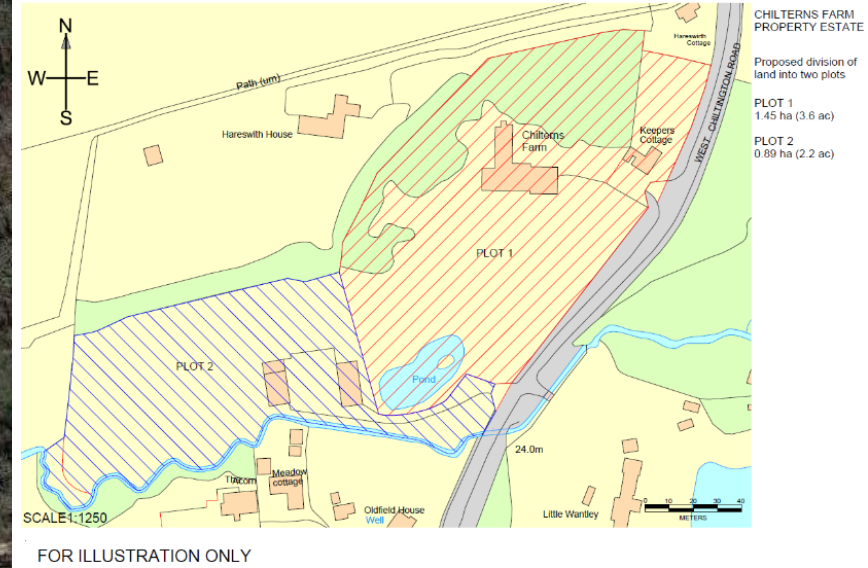 N
W E
S
CHILTERNS FARM
PROPERTY ESTATE
Proposed division of
land into two plots
PLOT 1
1.45 ha (3.6 ac)
PLOT 2
0.89 ha (2.2 ac)
Hareswirth
Cottage
Path (um)
WEST CHILTINGTON ROAD
Hareswith House
Chilterns
Farm
Keepers
Cottage
PLOT 1
PLOT 2
Pond
24.0m
Acorn
Meadow
cottage
Oldfield House
Well
Little Wantley
0 10 20 30 40
METERS
SCALE1:1250
FOR ILLUSTRATION ONLY